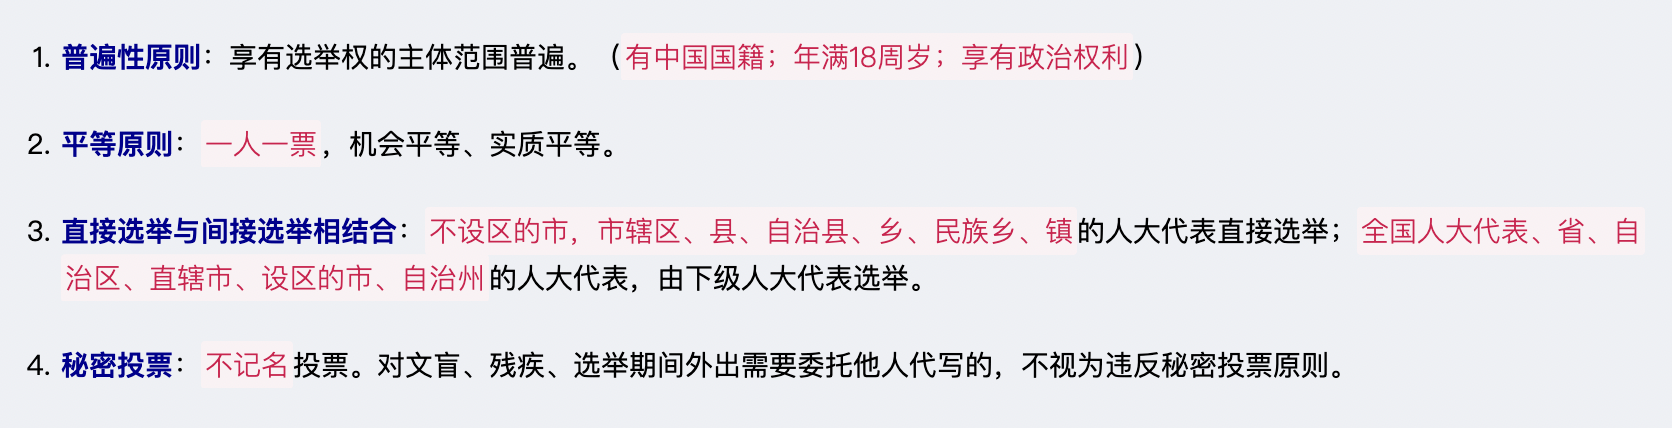 1. 普遍性原则：享有选举权的主体范围普遍。（有中国国籍；年满18周岁；享有政治权利）
2. 平等原则：一人一票，机会平等、实质平等。
3. 直接选举与间接选举相结合：不设区的市，市辖区、县、自治县、乡、民族乡、镇的人大代表直接选举；全国人大代表、省、自
治区、直辖市、设区的市、自治州的人大代表，由下级人大代表选举。
4. 秘密投票：不记名投票。对文盲、残疾、选举期间外出需要委托他人代写的，不视为违反秘密投票原则。